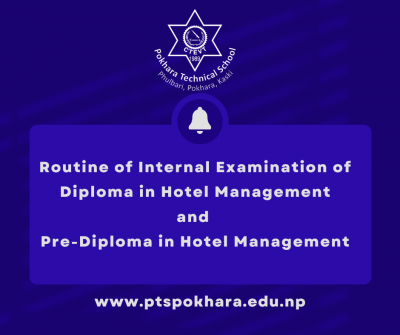 CTEVT
1989
Pokhara Technical School
Phulbari, Pokhara, Kaski
Routine of Internal Examination of
Diploma in Hotel Management
and
Pre-Diploma in Hotel Management
www.ptspokhara.edu.np